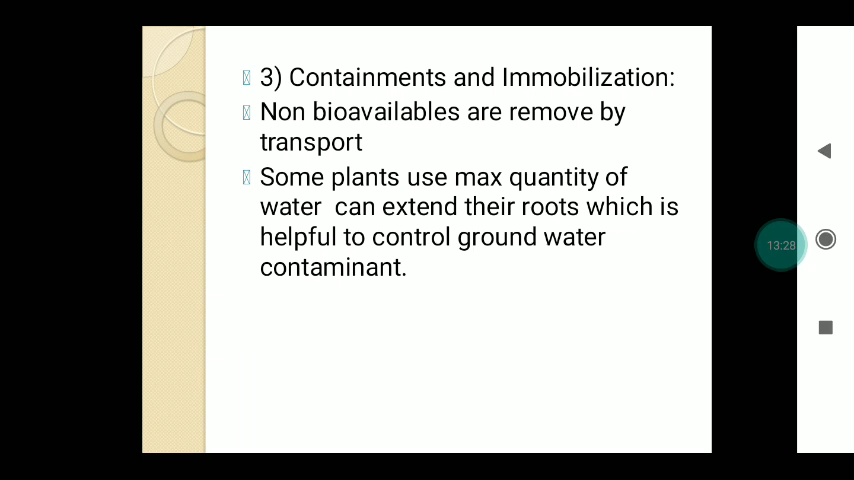 3) Containments and Immobilization:
Non bioavailables are remove by
transport
Some plants use max quantity of
water  can extend their roots which is
helpful to control ground water
contaminant.
13:28